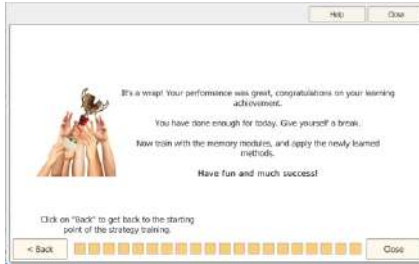 Help
Close
It's a wrap! Your performance was great, congratulations on your learning
achievement.
You have done enough for today. Give yourself a break.
Now train with the memory modules, and apply the newly learned
methods.
Have fun and much success!
Click on "Back" to get back to the starting
point of the strategy training.
< Back
Close